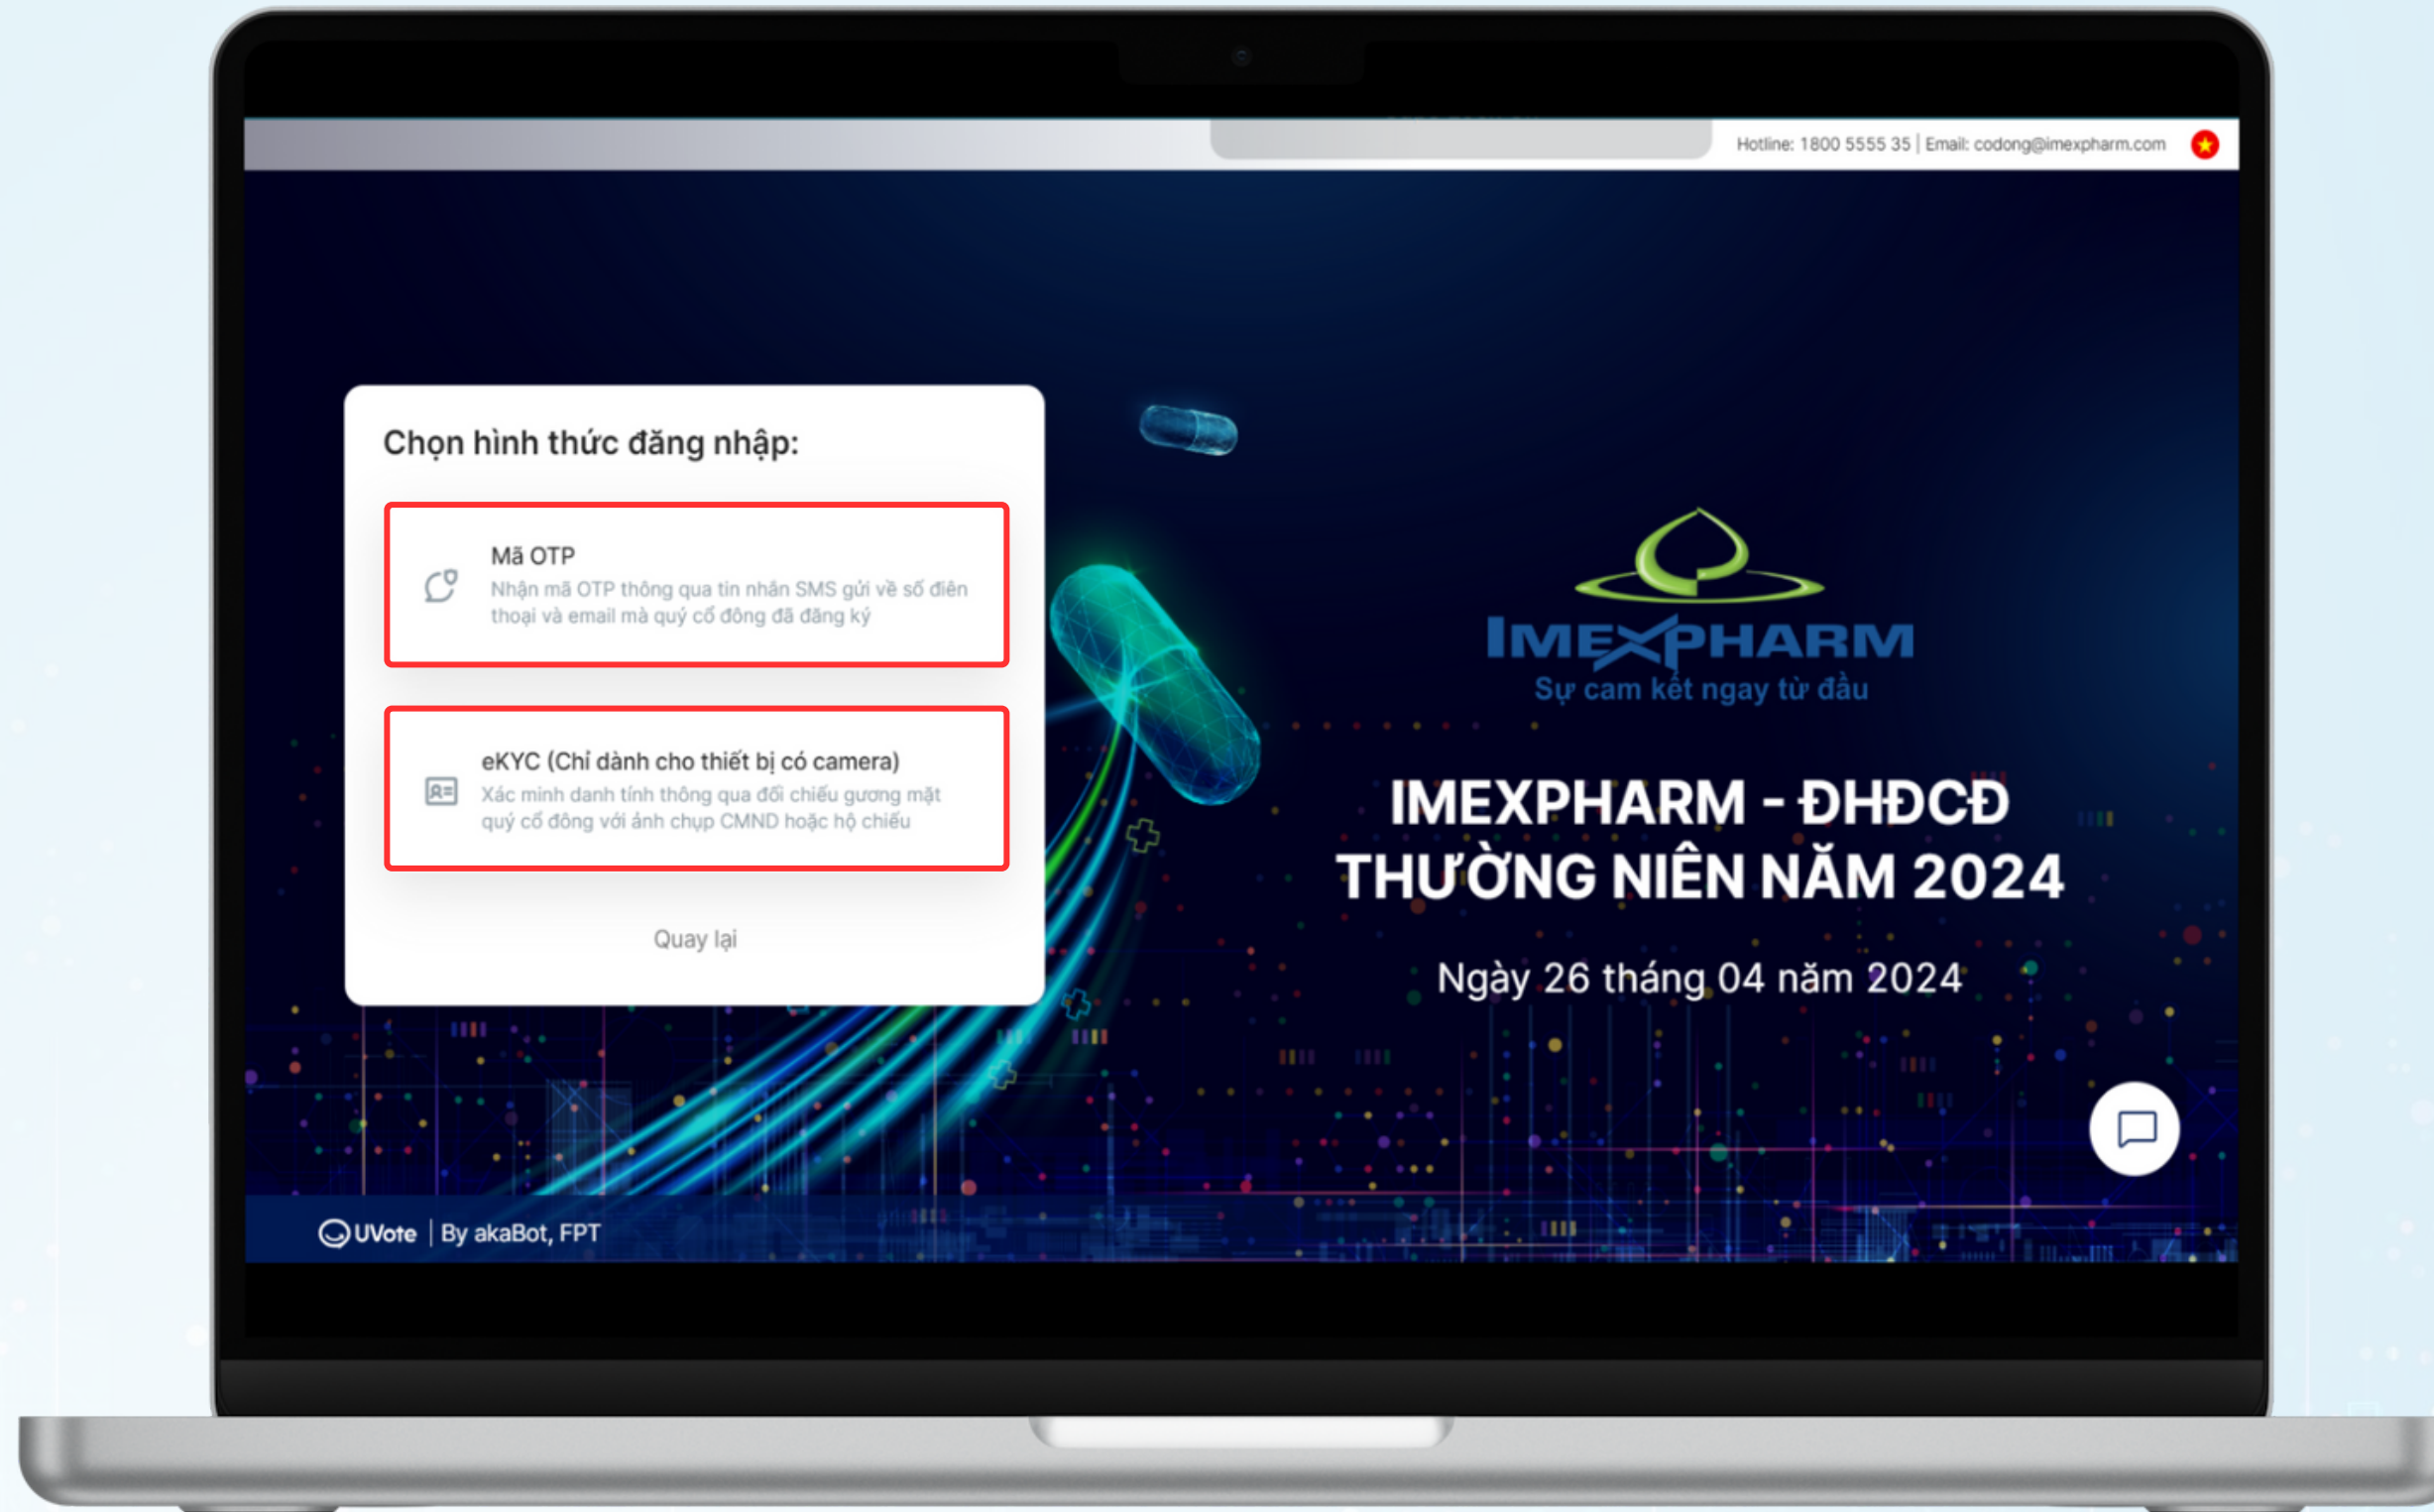 Hotline: 1800 5555 35 | Email: codong@imexpharm.com
Chọn hình thức đăng nhập:
Mã OTP
Nhận mã OTP thông qua tin nhắn SMS gửi về số điên
thoại và email mà quý cổ đông đã đăng ký
eKYC (Chỉ dành cho thiết bị có camera)
Xác minh danh tính thông qua đối chiếu gương mặt
quý cổ đông với ảnh chụp CMND hoặc hộ chiếu
Quay lại
IMEXPHARM
Sự cam kết ngay từ đầu
IMEXPHARM - ĐHĐCĐ
THƯỜNG NIÊN NĂM 2024
Ngày 26 tháng 04 năm 2024
UVote | By akaBot, FPT